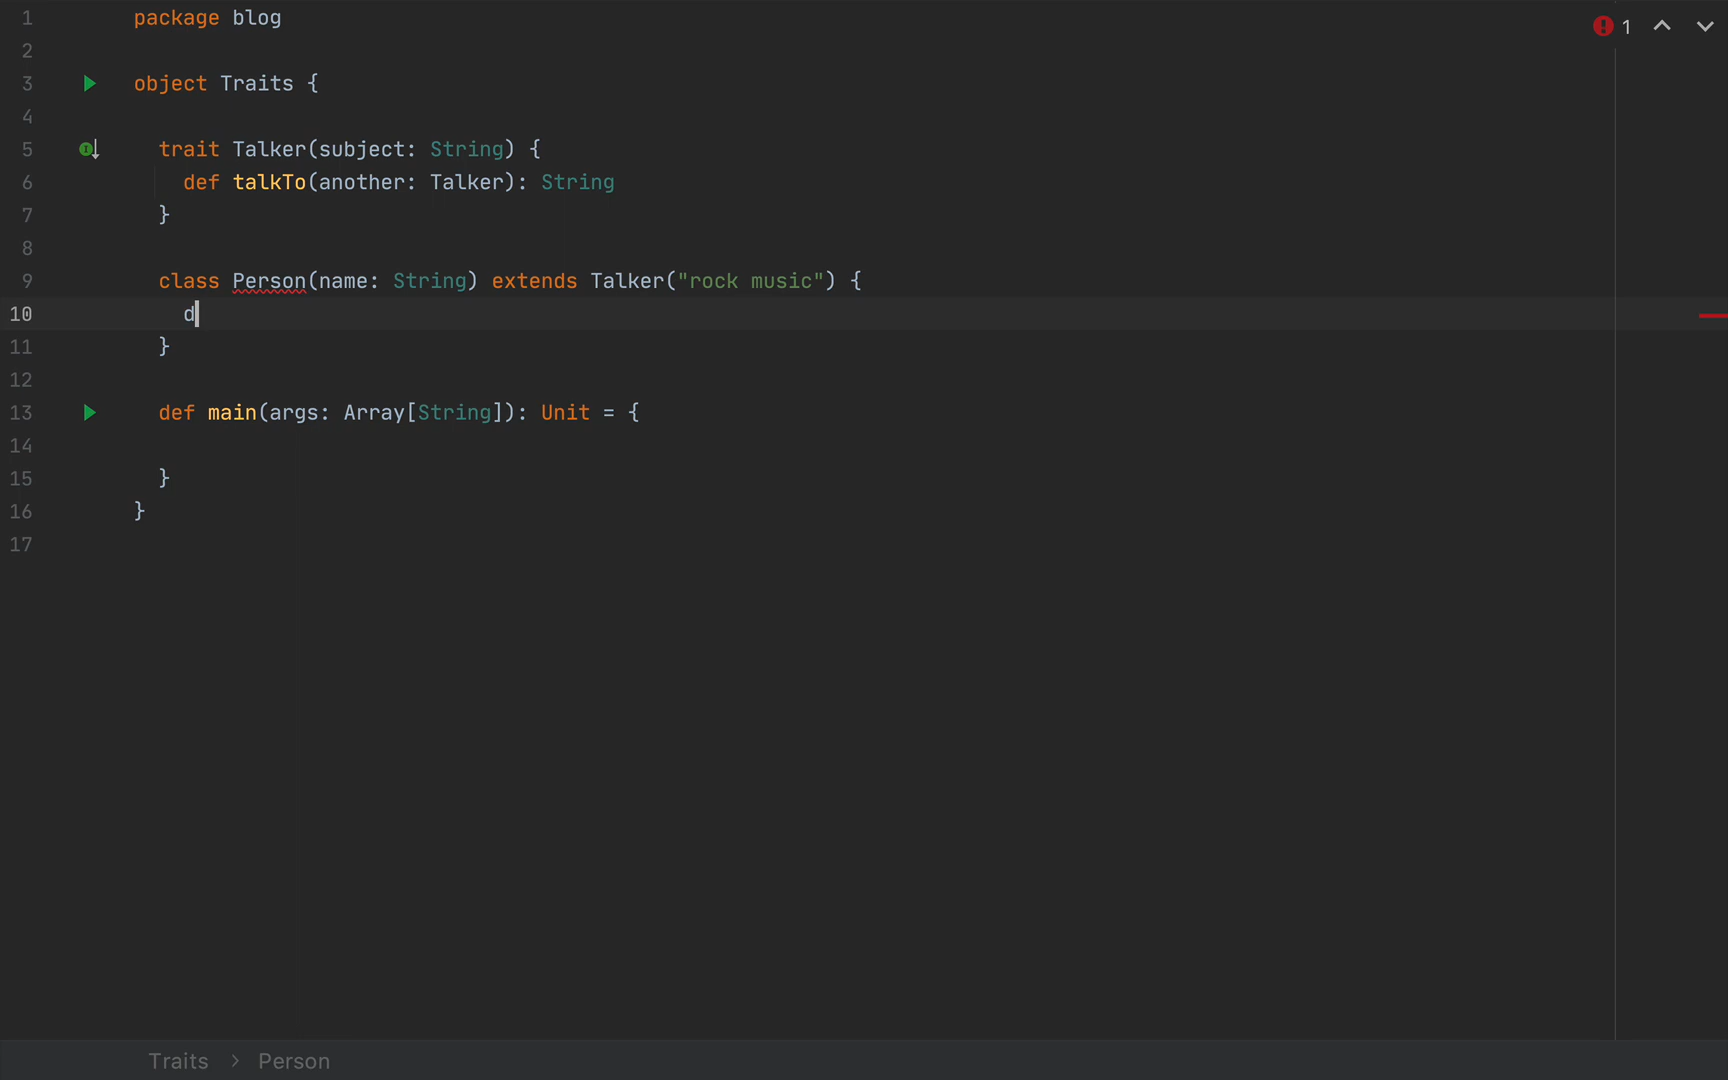 1 package blog
2
3 object Traits {
4
5 trait Talker(subject: String) {
6 def talkTo(another: Talker): String
7 }
8
9 class Person(name: String) extends Talker("rock music") {
10 d
11 }
12
13 def main(args: Array[String]): Unit = {
14
15 }
16 }
17
1
Traits > Person